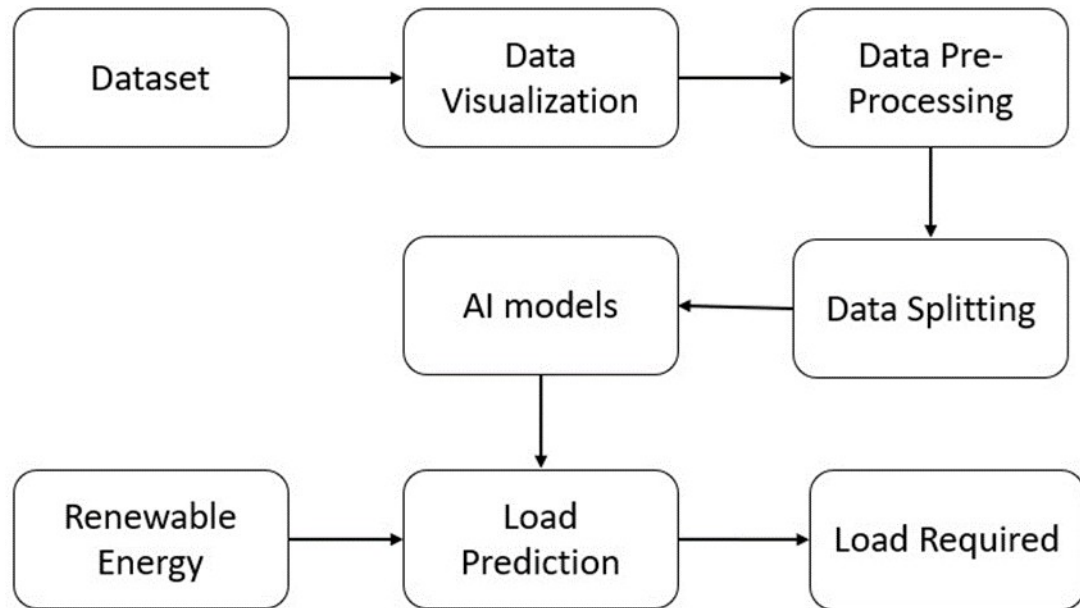 Dataset
Data
Visualization
Data Pre-
Processing
AI models
Data Splitting
Renewable
Energy
Load
Prediction
Load Required